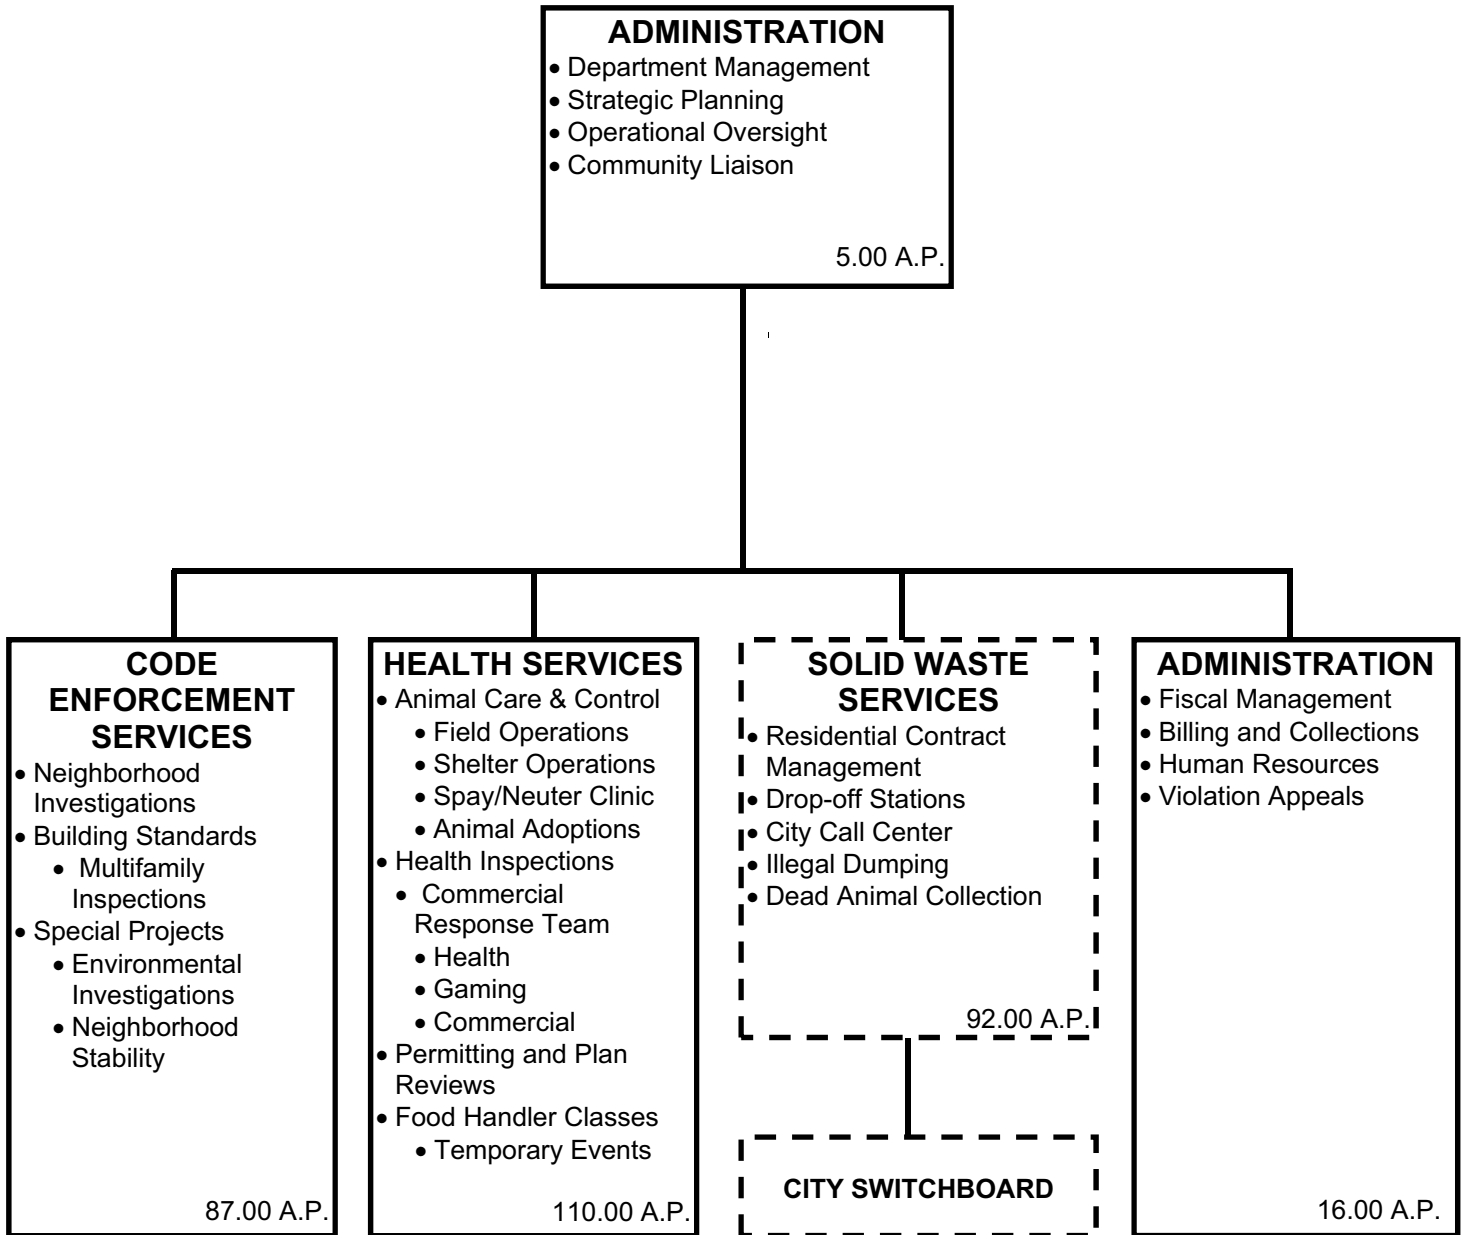 ADMINISTRATION
• Department Management
• Strategic Planning
• Operational Oversight
• Community Liaison
5.00 A.P.
CODE
ENFORCEMENT
SERVICES
• Neighborhood
Investigations
• Building Standards
• Multifamily
Inspections
• Special Projects
• Environmental
Investigations
• Neighborhood
Stability
87.00 A.P.
HEALTH SERVICES
• Animal Care & Control
• Field Operations
• Shelter Operations
• Spay/Neuter Clinic
• Animal Adoptions
• Health Inspections
• Commercial
Response Team
• Health
• Gaming
• Commercial
• Permitting and Plan
Reviews
• Food Handler Classes
• Temporary Events
110.00 A.P.
SOLID WASTE
SERVICES
• Residential Contract
Management
• Drop-off Stations
• City Call Center
• Illegal Dumping
• Dead Animal Collection
92.00 A.P.
CITY SWITCHBOARD
ADMINISTRATION
• Fiscal Management
• Billing and Collections
• Human Resources
• Violation Appeals
16.00 A.P.